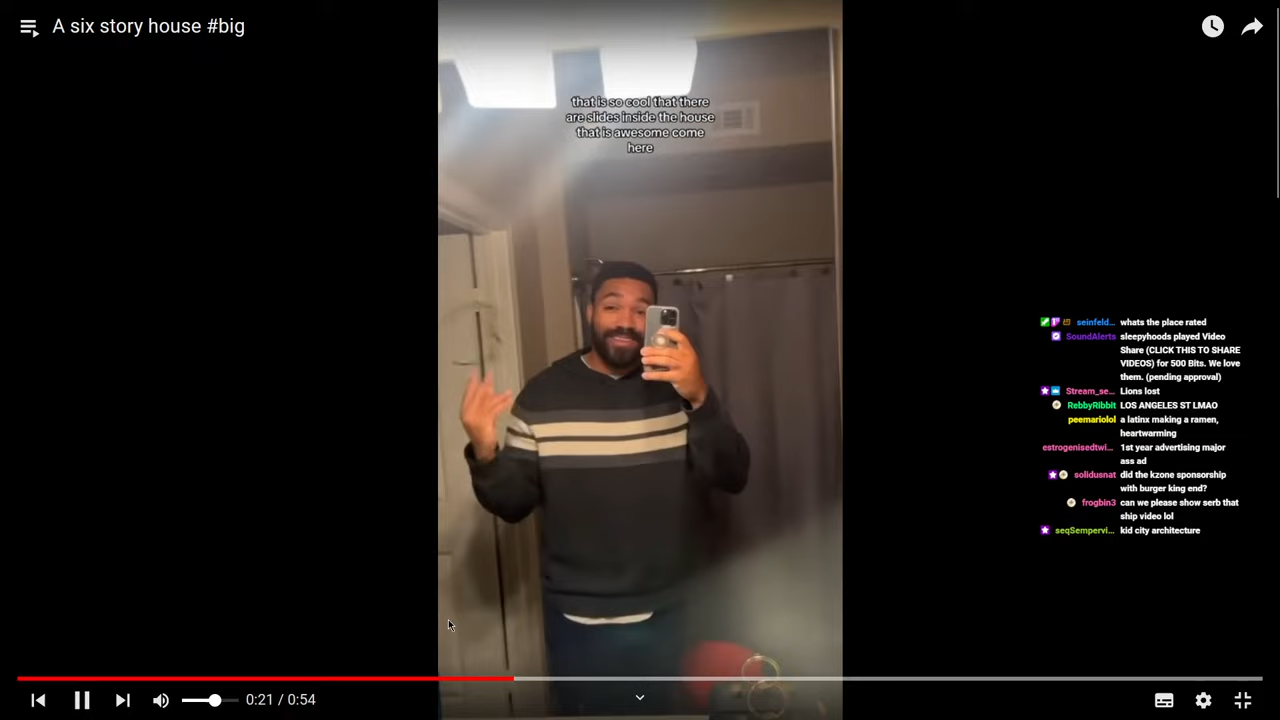 A six story house #big
that is so cool that there
are slides inside the house
that is awesome come
here
seinfeld... whats the place rated
SoundAlerts sleepyhoods played Video
Share (CLICK THIS TO SHARE
VIDEOS) for 500 Bits. We love
them. (pending approval)
Stream_se... Lions lost
RebbyRibbit LOS ANGELES ST LMAO
peemariolol a latinx making a ramen,
heartwarming
estrogenisedtwi... 1st year advertising major
ass ad
solidusnat did the kzone sponsorship
with burger king end?
frogbin3 can we please show serb that
ship video lol
seqSempervi... kid city architecture
0:21 / 0:54